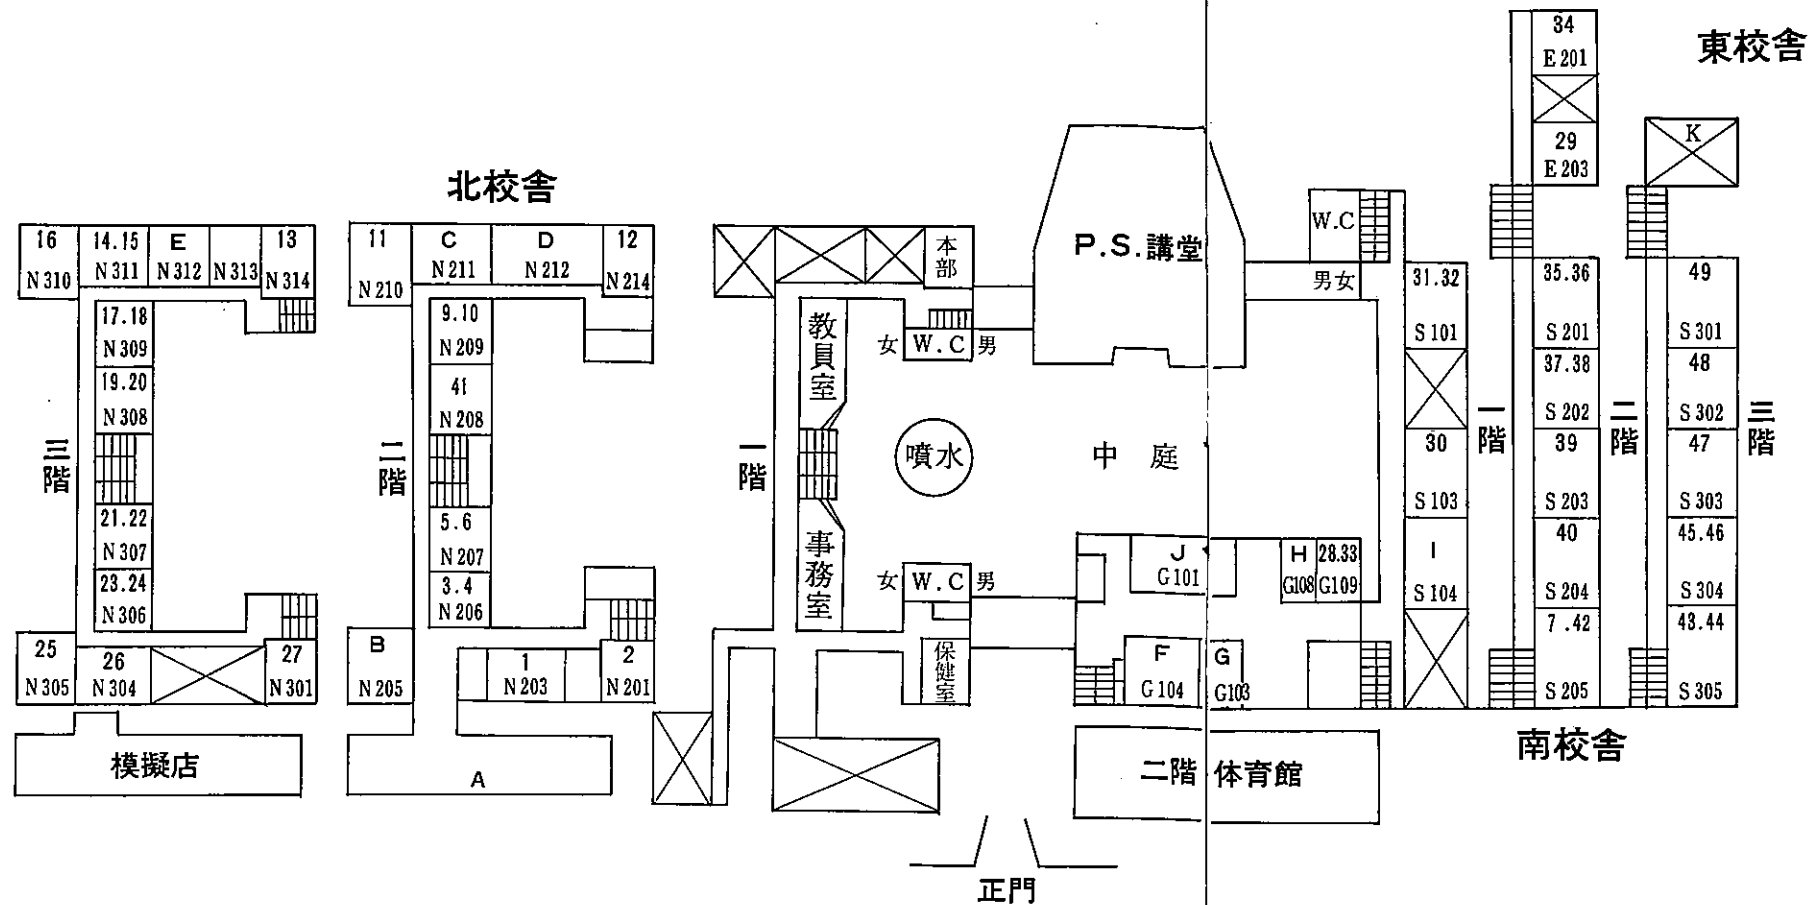 東校舎
北校舎
34
E 201
29
E 203
K
16
N 310
14.15
N 311
E
N 312
N 313
13
N 314
17.18
N 309
19.20
N 308
三階
21.22
N 307
23.24
N 306
25
N 305
26
N 304
27
N 301
模擬店
11
N 210
C
N 211
D
N 212
12
N 214
9.10
N 209
41
N 208
二階
5.6
N 207
3.4
N 206
B
N 205
1
N 203
2
N 201
A
本部
教員室
女 W.C 男
一階
噴水
中庭
事務室
女 W.C 男
保健室
P.S.講堂
W.C
男女
J
G101
H
G108
28.33
G109
F
G 104
G
G103
二階 体育館
正門
31.32
S 101
30
S 103
I
S 104
一階
35.36
S 201
37.38
S 202
39
S 203
40
S 204
7.42
S 205
二階
49
S 301
48
S 302
47
S 303
45.46
S 304
43.44
S 305
三階
南校舎